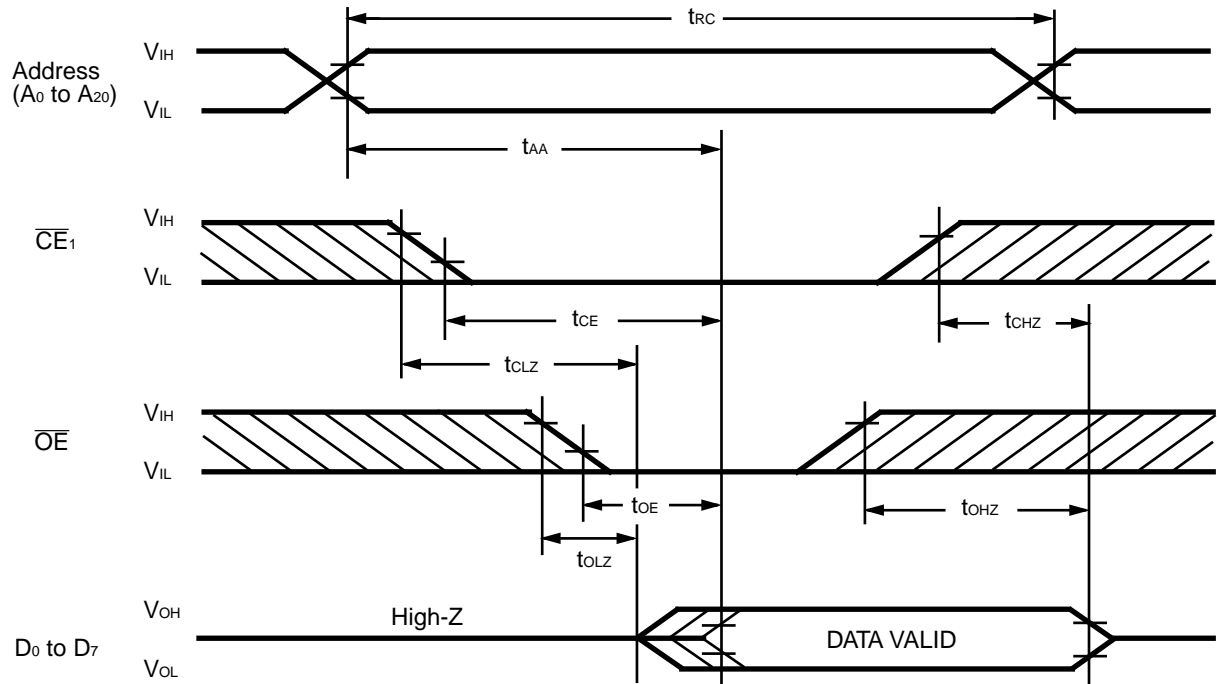 tRC
VIH
Address
(A0 to A20)
VIL
tAA
VIH
CE1
VIL
tCE
tCHZ
tCLZ
VIH
OE
VIL
tOE
tOHZ
tOLZ
VOH
High-Z
D0 to D7
DATA VALID
VOL